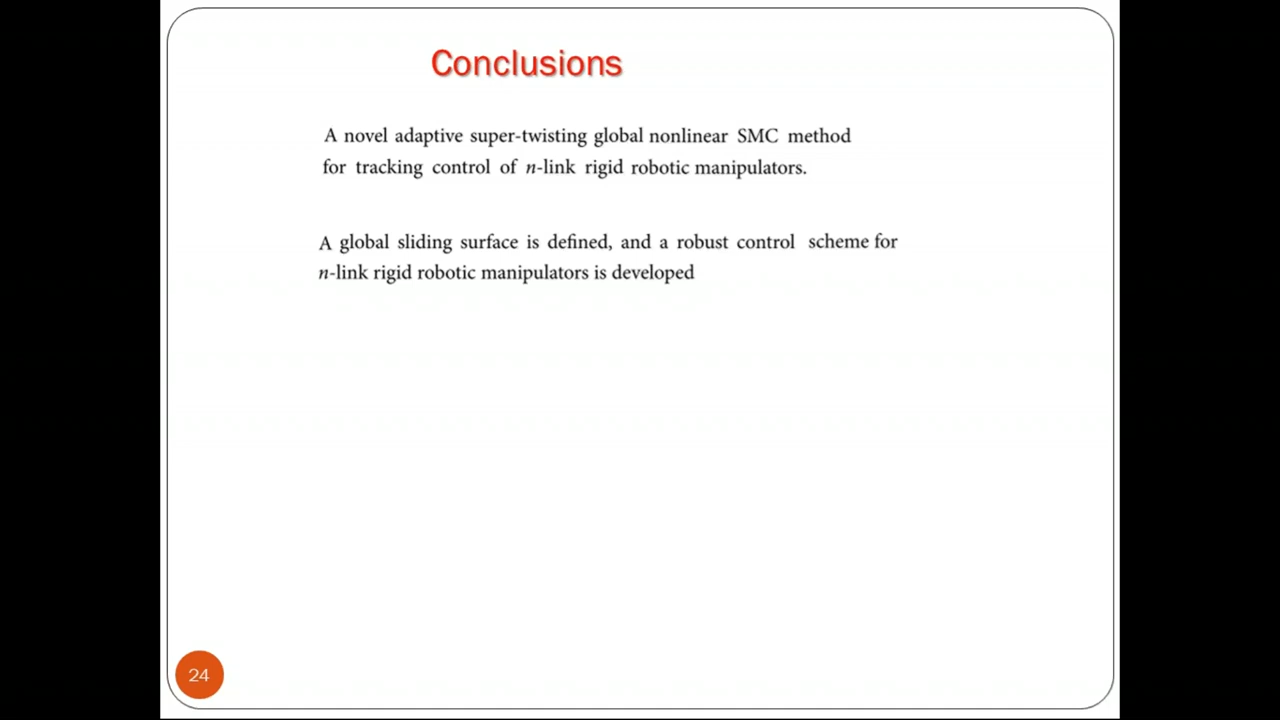 Conclusions
A novel adaptive super-twisting global nonlinear SMC method
for tracking control of n-link rigid robotic manipulators.
A global sliding surface is defined, and a robust control scheme for
n-link rigid robotic manipulators is developed
24